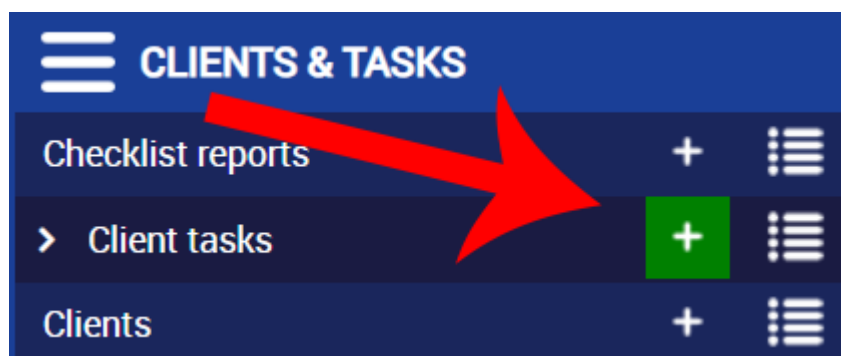 CLIENTS & TASKS
Checklist reports
Client tasks
Clients